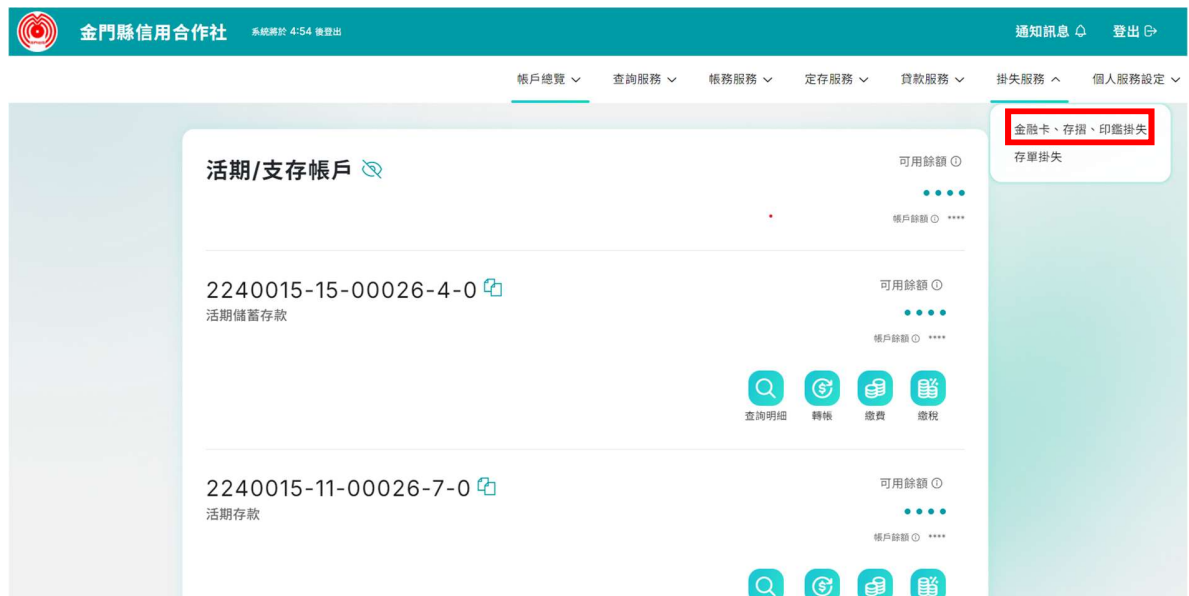 金門縣信用合作社 系統將於 4:54 後登出 通知訊息 登出
帳戶總覽 查詢服務 帳務服務 定存服務 貸款服務 掛失服務 個人服務設定
金融卡、存摺、印鑑掛失
存單掛失
活期/支存帳戶 可用餘額
••••
帳戶餘額 ****
2240015-15-00026-4-0 可用餘額
活期儲蓄存款
••••
帳戶餘額 ****
查詢明細 轉帳 繳費 繳稅
2240015-11-00026-7-0 可用餘額
活期存款
••••
帳戶餘額 ****